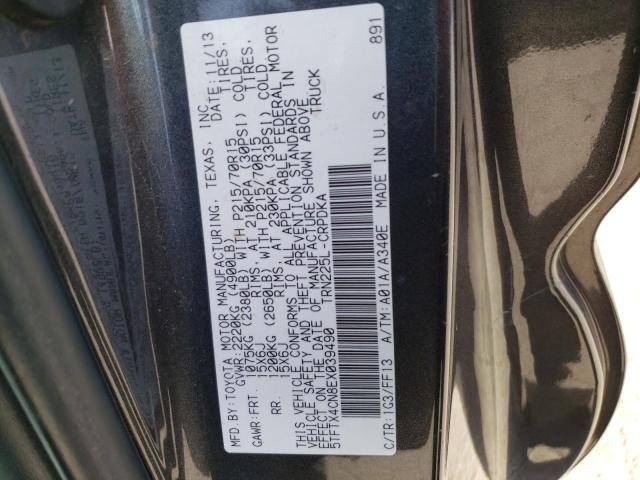 MFD.BY:TOYOTA MOTOR MANUFACTURING, TEXAS, INC.
GVWR:2220KG (4900LB) DATE:11/13
GAWR:FRT. 1075KG (2380LB) WITH P215/70R15 TIRES,
15X6J RIMS, AT 210KPA (30PSI) COLD
RR. 1200KG (2650LB) WITH P215/70R15 TIRES,
15X6J RIMS, AT 230KPA (33PSI) COLD
THIS VEHICLE CONFORMS TO ALL APPLICABLE FEDERAL MOTOR
VEHICLE SAFETY AND THEFT PREVENTION STANDARDS IN
EFFECT ON THE DATE OF MANUFACTURE SHOWN ABOVE.
5TFTX4CN8EX039490 TRN225L-CRPDKA TRUCK
C/TR:1G3/FF13 A/TM:A01A/A340E MADE IN U.S.A. 891